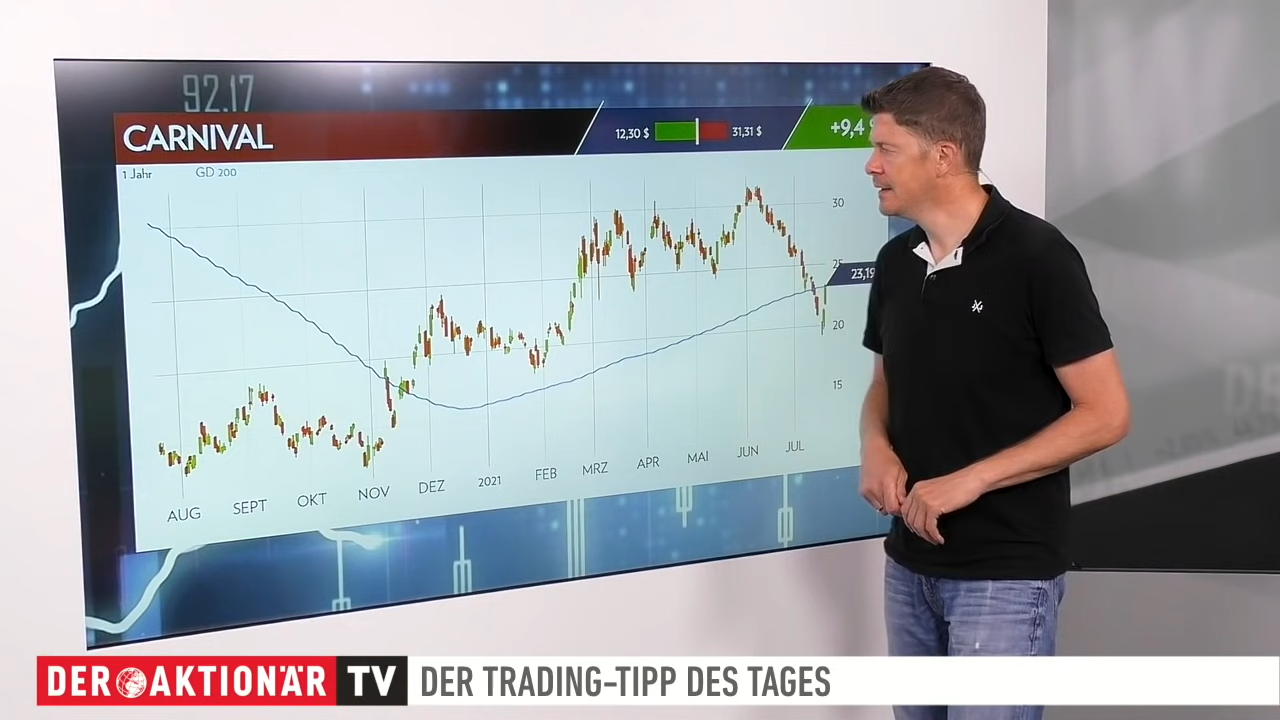 92.17
CARNIVAL
12,30 $ 31,31 $
+9,4
1 Jahr GD 200
30
25
23,19
20
15
AUG SEPT OKT NOV DEZ 2021 FEB MRZ APR MAI JUN JUL
DER AKTIONÄR TV DER TRADING-TIPP DES TAGES